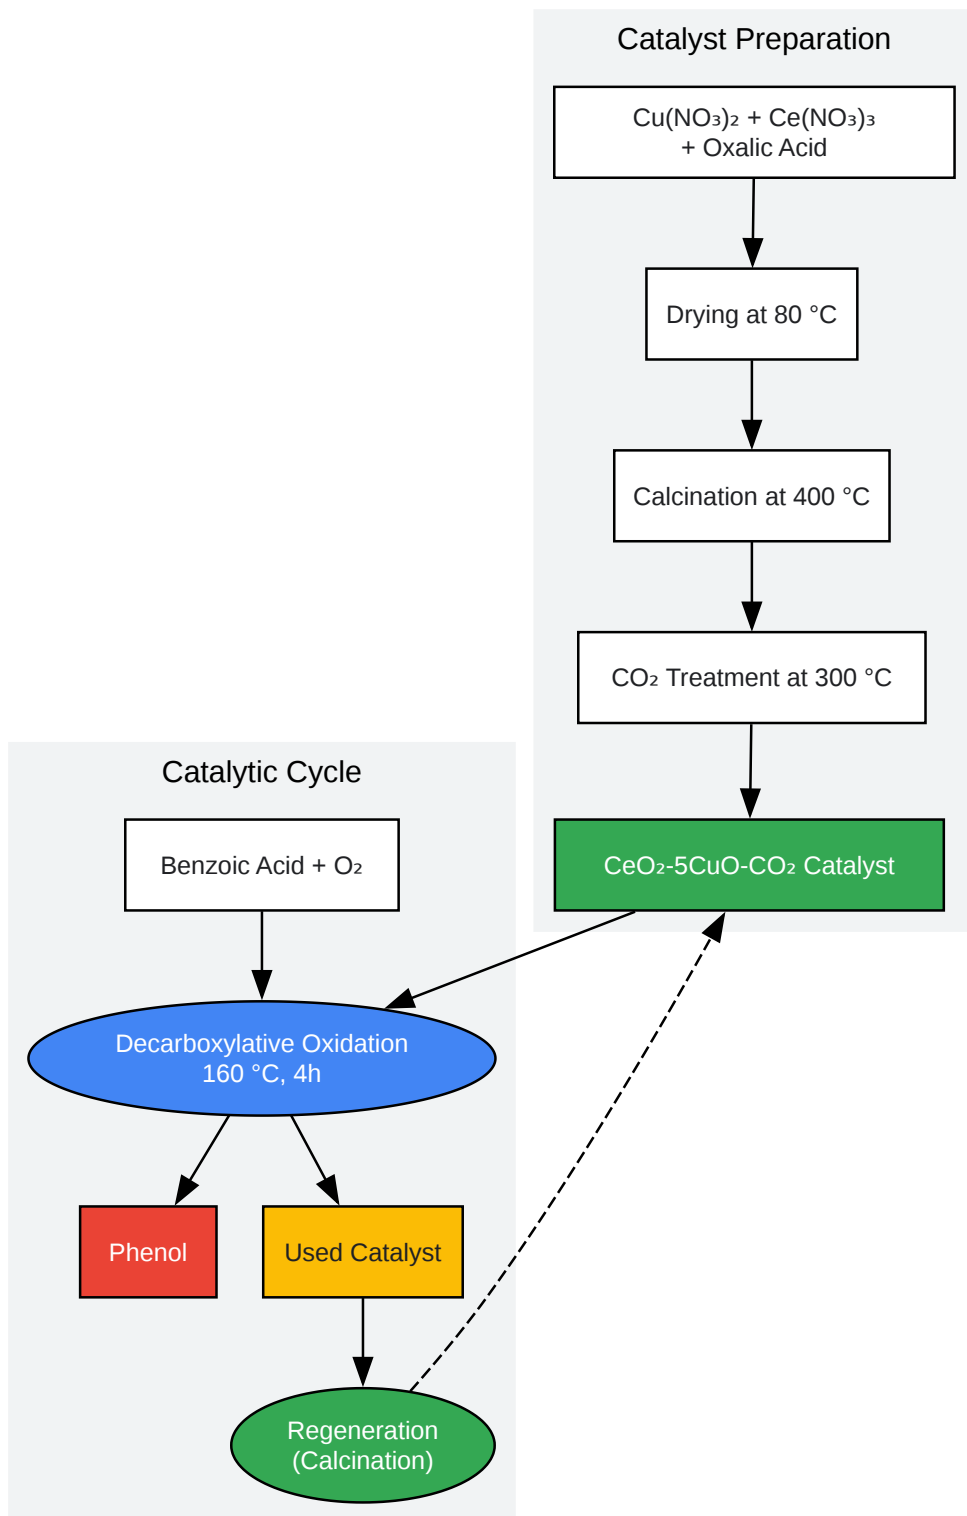 Catalyst Preparation
Cu(NO₃)₂ + Ce(NO₃)₃
+ Oxalic Acid
Drying at 80 °C
Calcination at 400 °C
CO₂ Treatment at 300 °C
CeO₂-5CuO-CO₂ Catalyst
Catalytic Cycle
Benzoic Acid + O₂
Decarboxylative Oxidation
160 °C, 4h
Phenol
Used Catalyst
Regeneration
(Calcination)